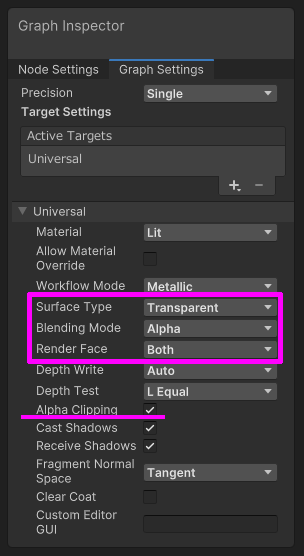 Graph Inspector
Node Settings Graph Settings
Precision Single
Target Settings
Active Targets
Universal
+ −
Universal
Material Lit
Allow Material
Override
Workflow Mode Metallic
Surface Type Transparent
Blending Mode Alpha
Render Face Both
Depth Write Auto
Depth Test L Equal
Alpha Clipping
Cast Shadows
Receive Shadows
Fragment Normal
Space Tangent
Clear Coat
Custom Editor
GUI